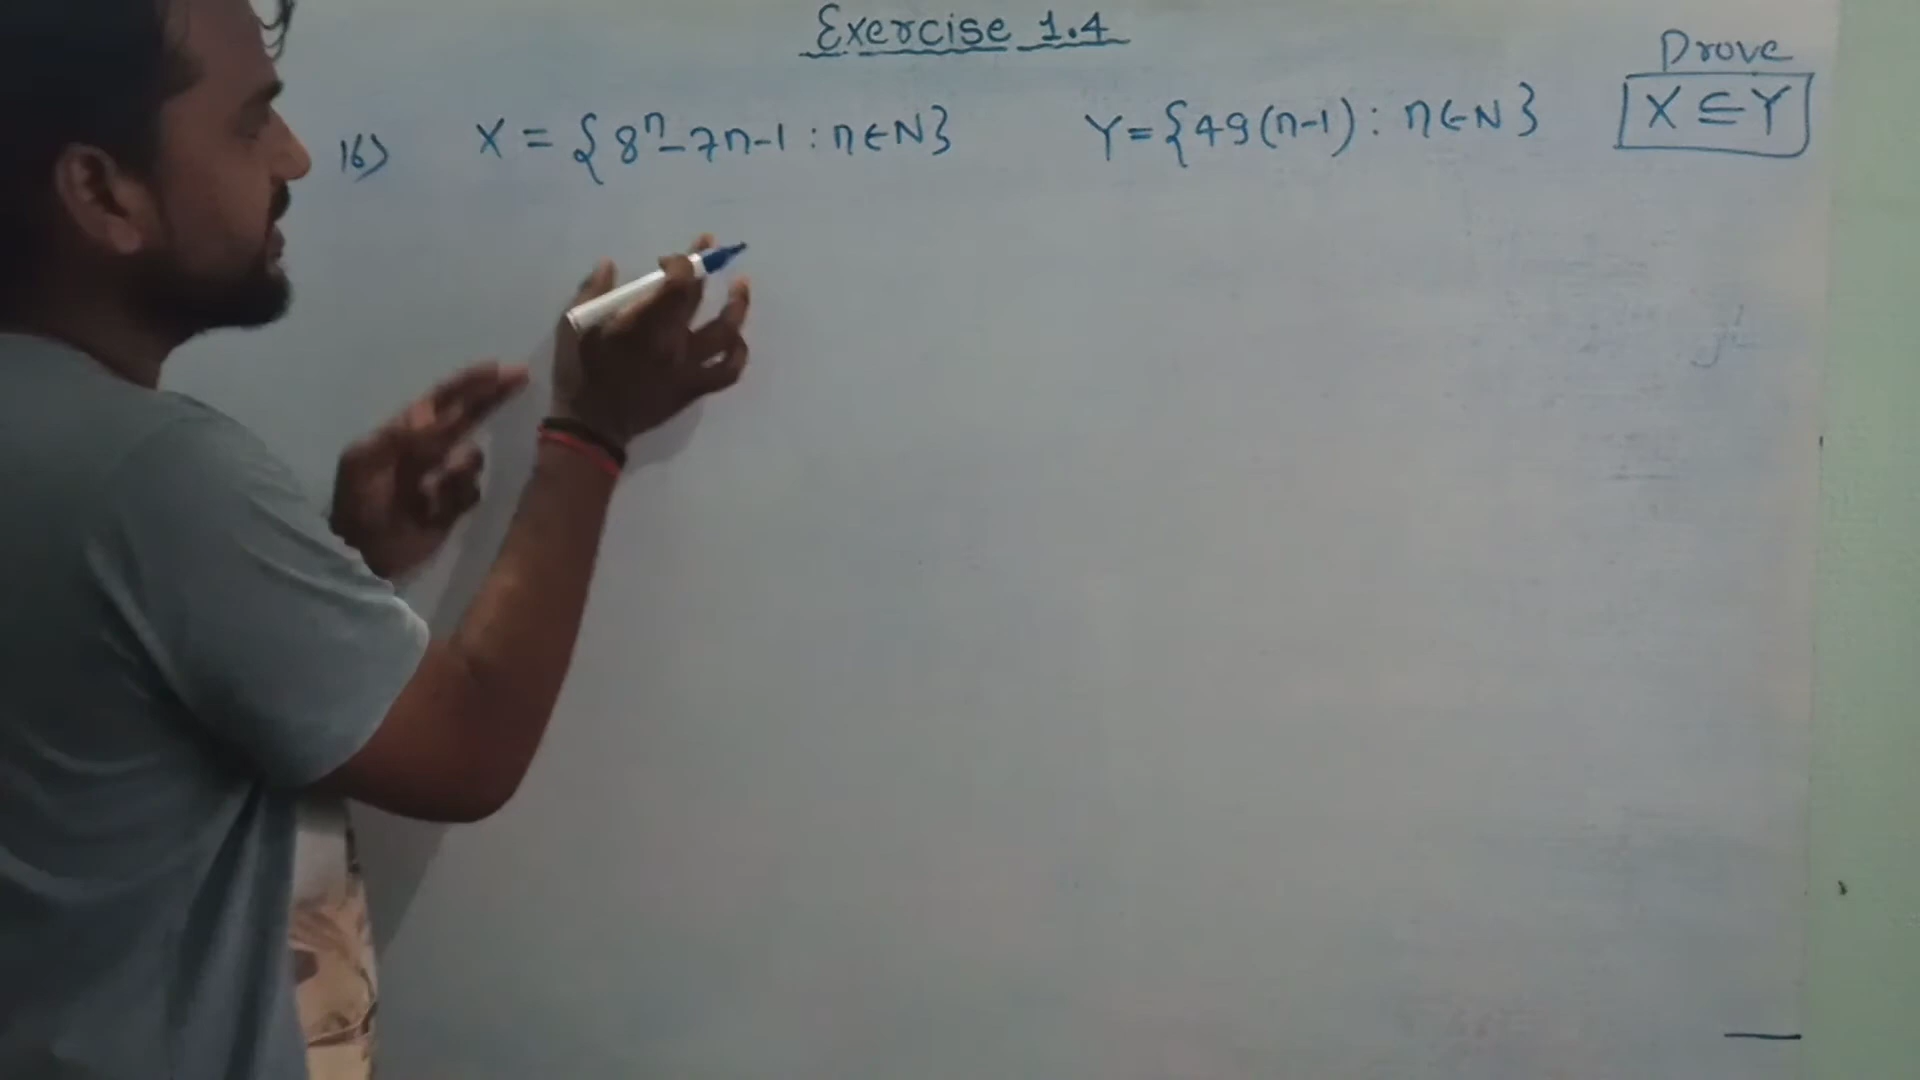 Exercise 1.4
Prove
16) X = {8ⁿ-7n-1 : n∈N} Y={49(n-1) : n∈N} X ⊆ Y